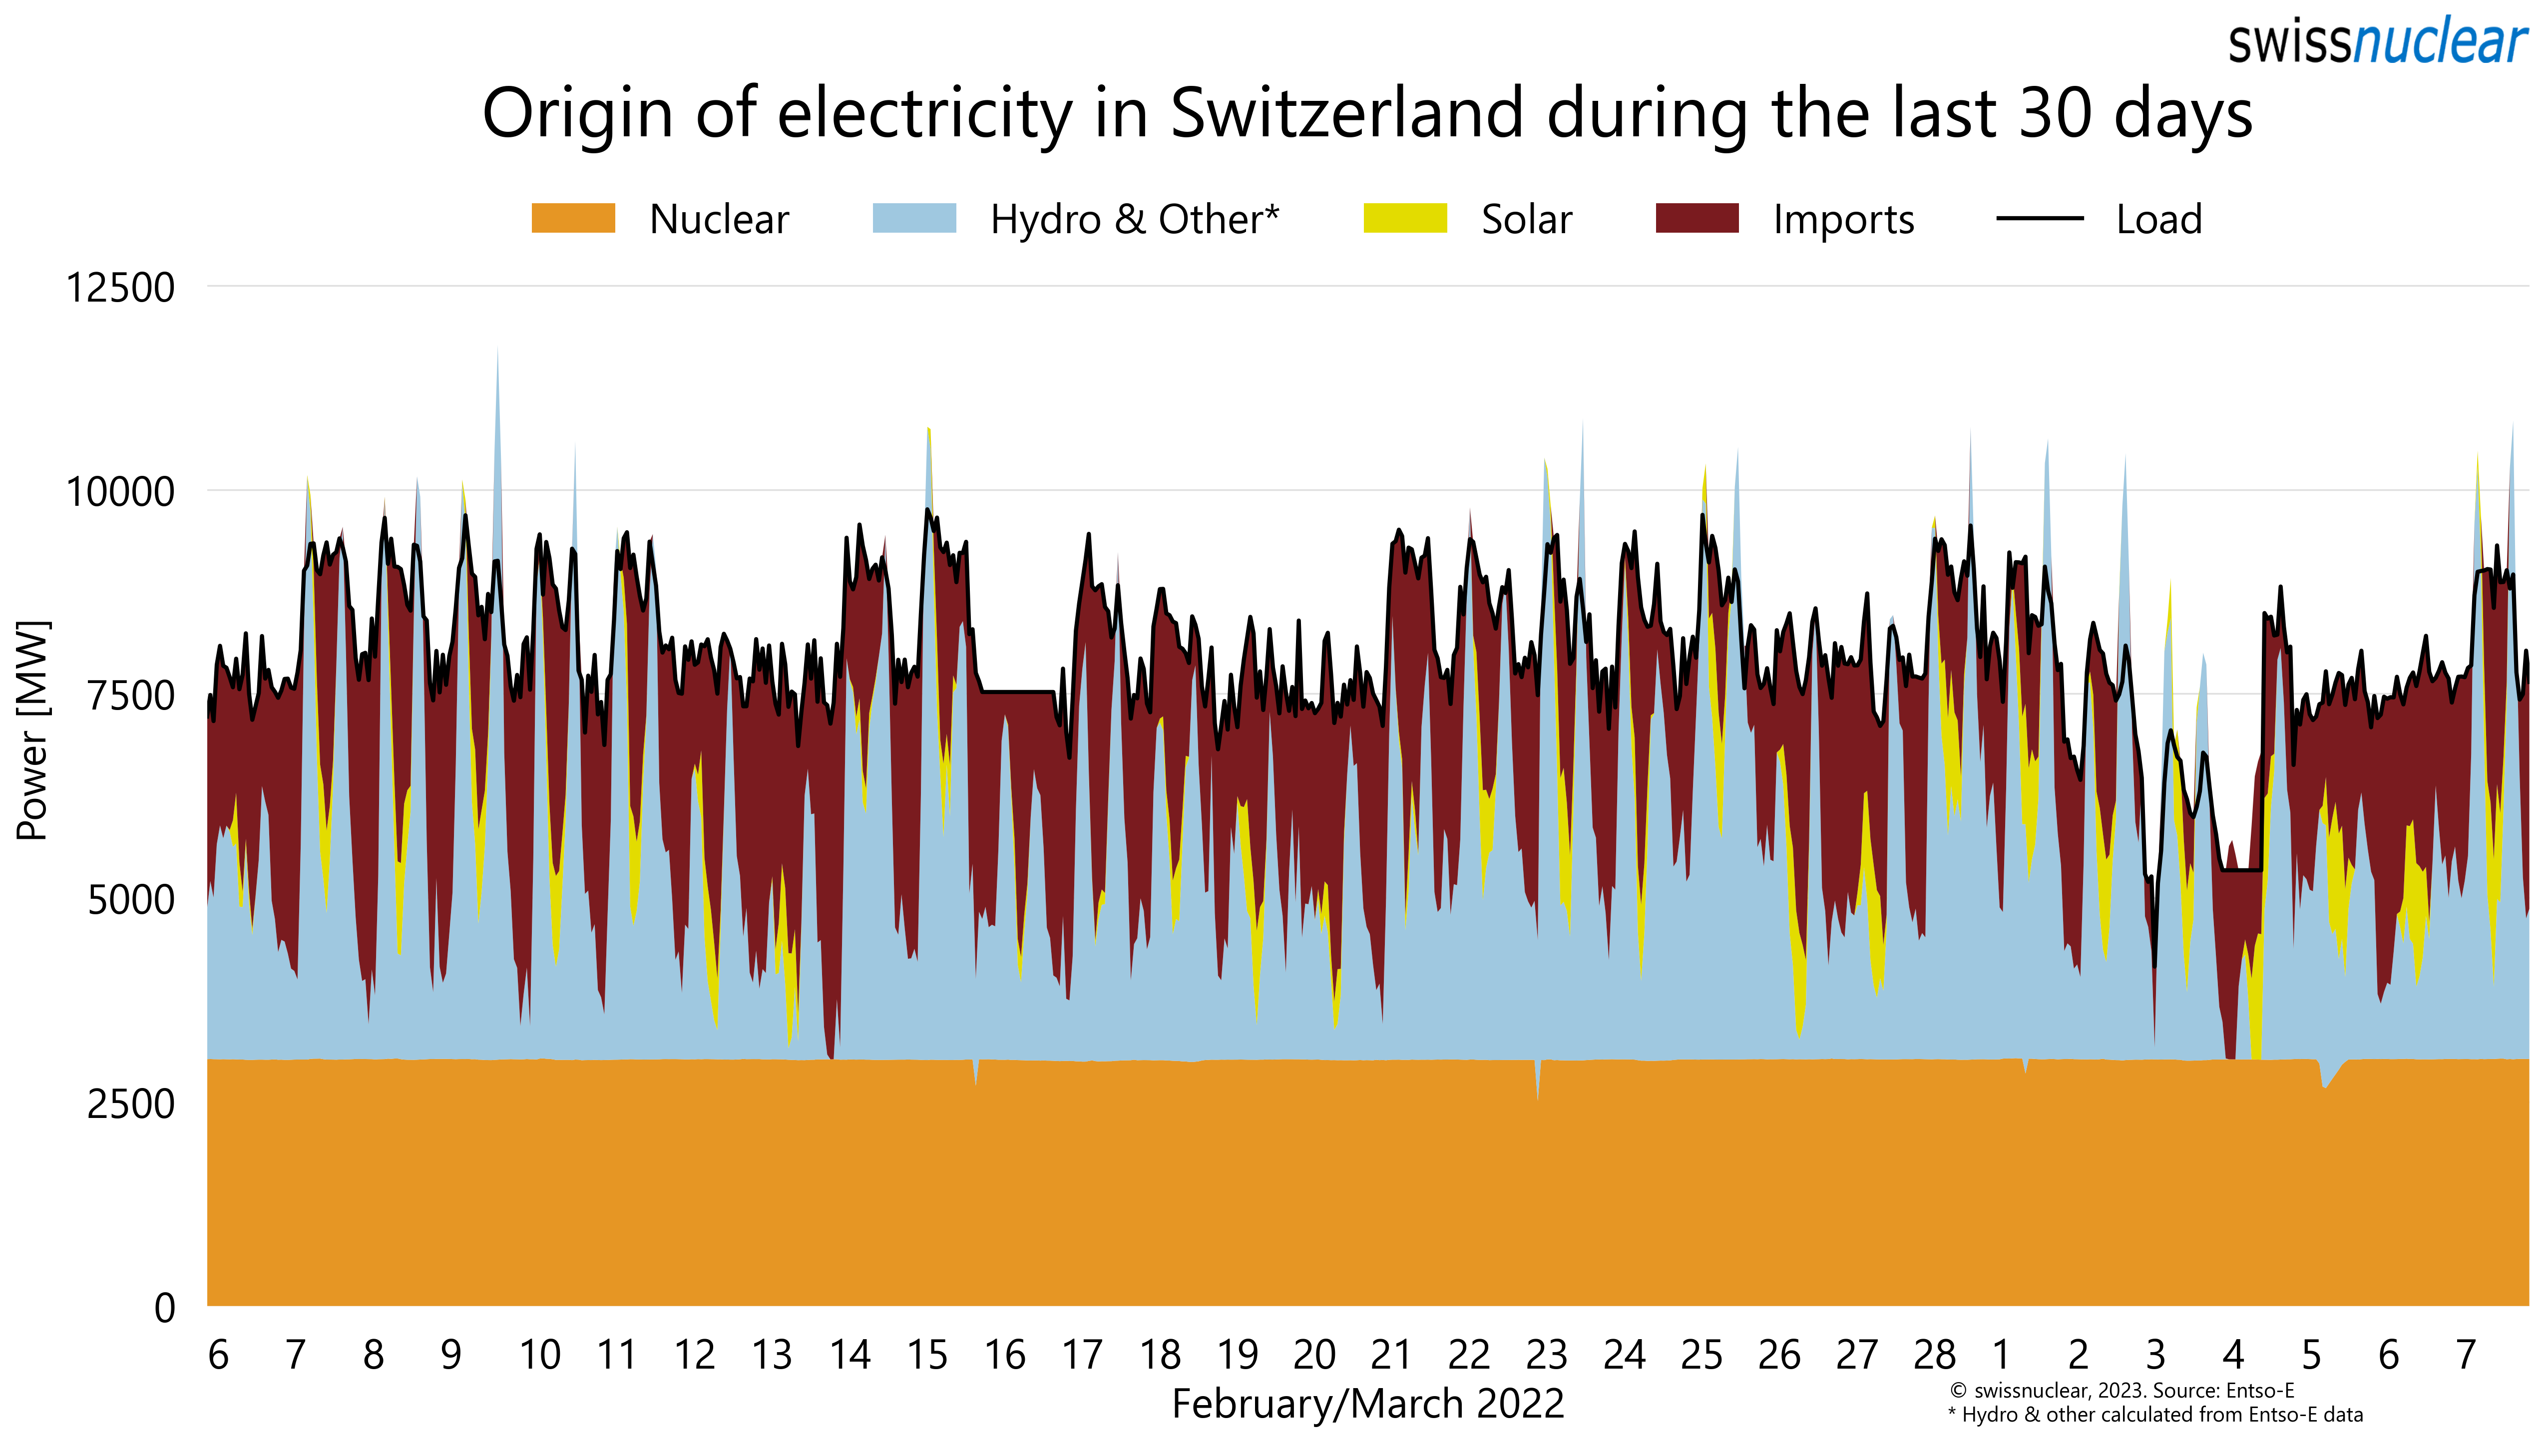 swissnuclear
Origin of electricity in Switzerland during the last 30 days
Nuclear Hydro & Other* Solar Imports Load
12500
10000
7500
5000
2500
0
Power [MW]
6 7 8 9 10 11 12 13 14 15 16 17 18 19 20 21 22 23 24 25 26 27 28 1 2 3 4 5 6 7
February/March 2022
© swissnuclear, 2023. Source: Entso-E
* Hydro & other calculated from Entso-E data